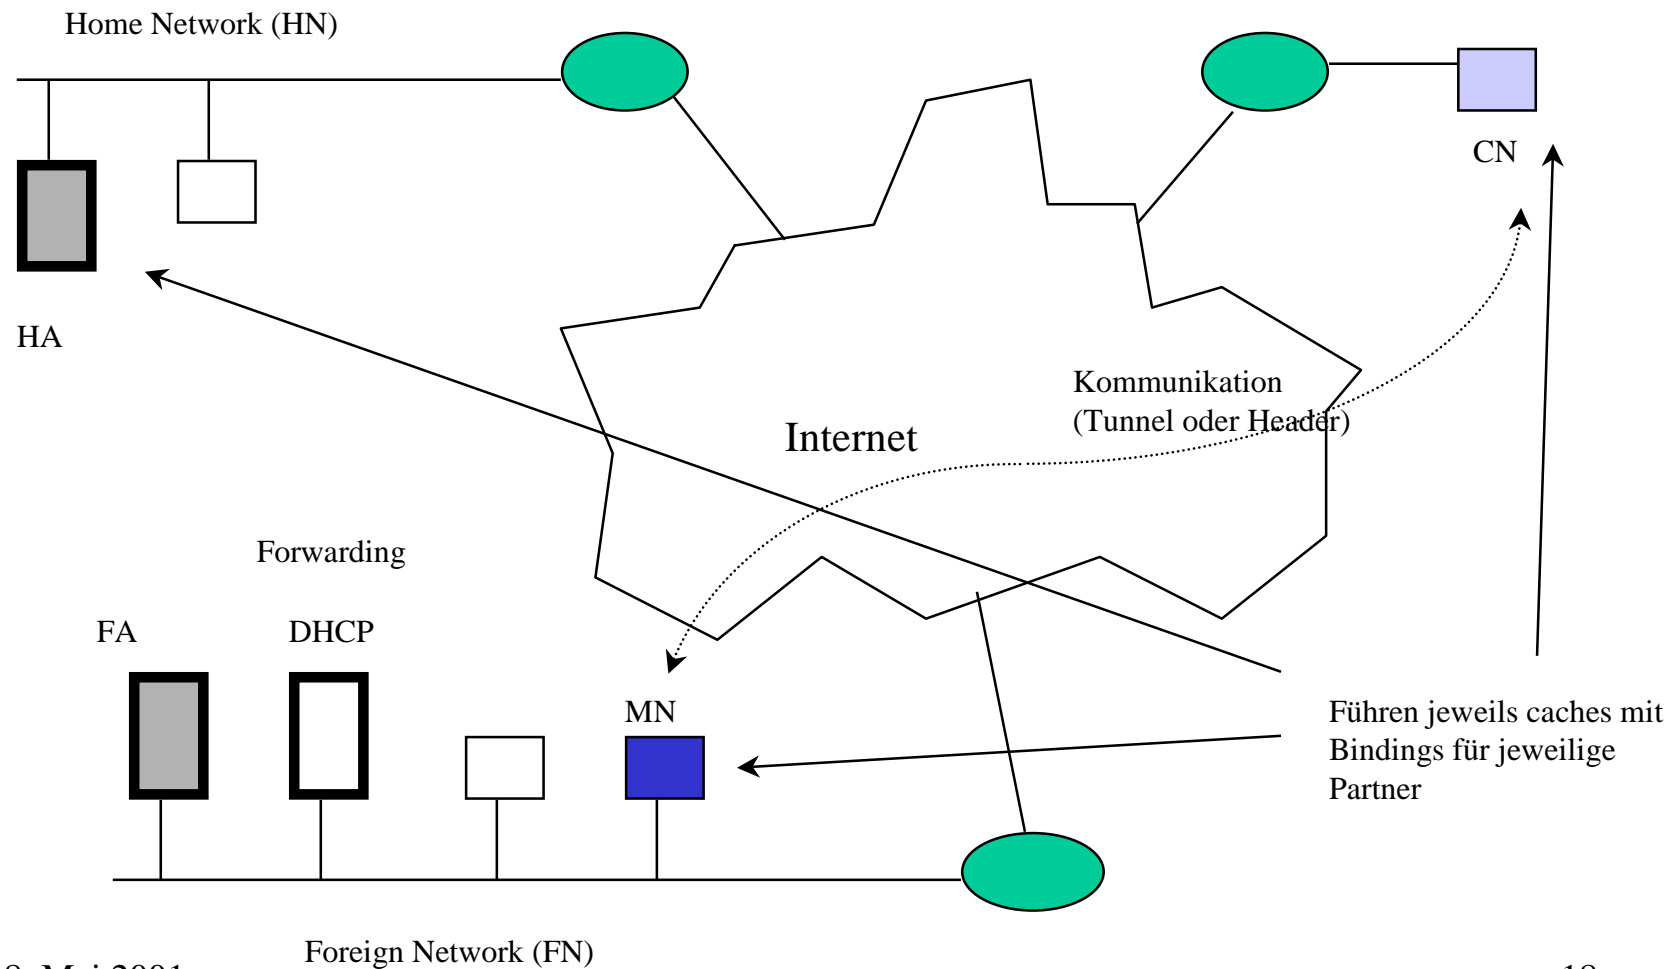 Home Network (HN)
CN
HA
Kommunikation
(Tunnel oder Header)
Internet
Forwarding
FA
DHCP
MN
Führen jeweils caches mit
Bindings für jeweilige
Partner
Foreign Network (FN)